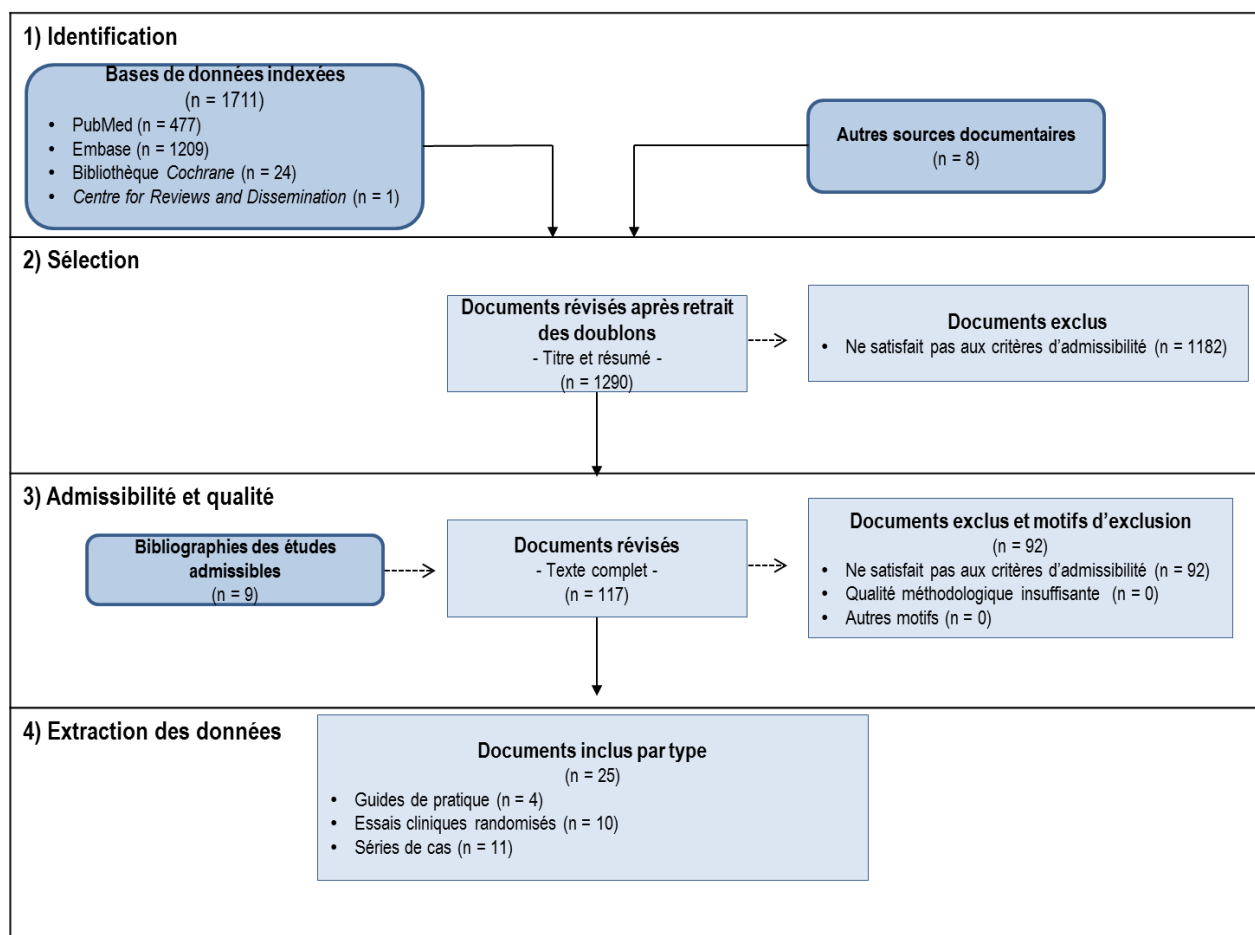 1) Identification
Bases de données indexées
(n = 1711)
• PubMed (n = 477)
• Embase (n = 1209)
• Bibliothèque Cochrane (n = 24)
• Centre for Reviews and Dissemination (n = 1)
Autres sources documentaires
(n = 8)
2) Sélection
Documents révisés après retrait
des doublons
- Titre et résumé -
(n = 1290)
Documents exclus
• Ne satisfait pas aux critères d’admissibilité (n = 1182)
3) Admissibilité et qualité
Bibliographies des études
admissibles
(n = 9)
Documents révisés
- Texte complet -
(n = 117)
Documents exclus et motifs d’exclusion
(n = 92)
• Ne satisfait pas aux critères d’admissibilité (n = 92)
• Qualité méthodologique insuffisante (n = 0)
• Autres motifs (n = 0)
4) Extraction des données
Documents inclus par type
(n = 25)
• Guides de pratique (n = 4)
• Essais cliniques randomisés (n = 10)
• Séries de cas (n = 11)